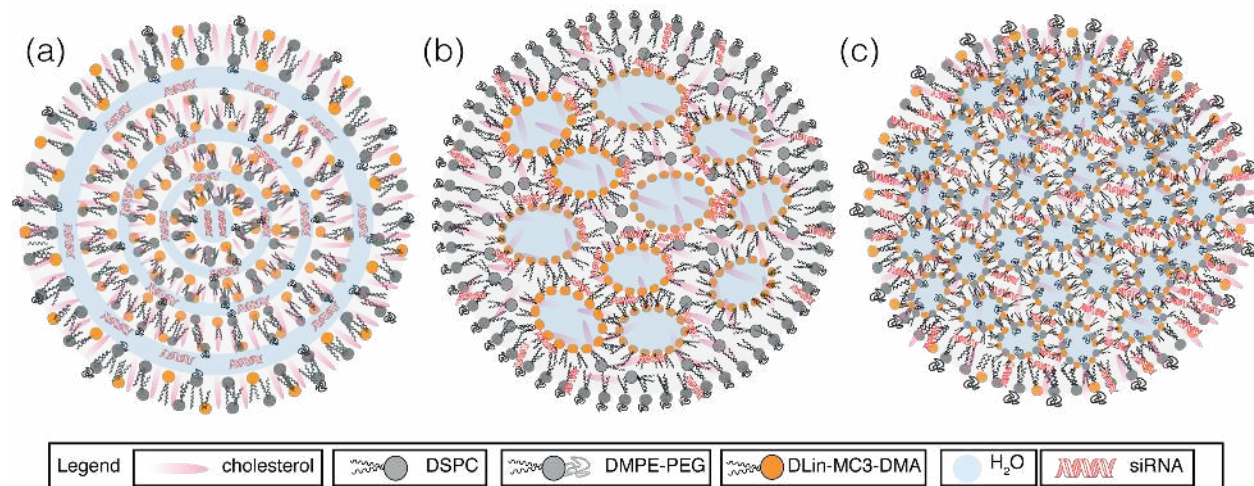 (a)
(b)
(c)
Legend cholesterol DSPC DMPE-PEG DLin-MC3-DMA H₂O siRNA